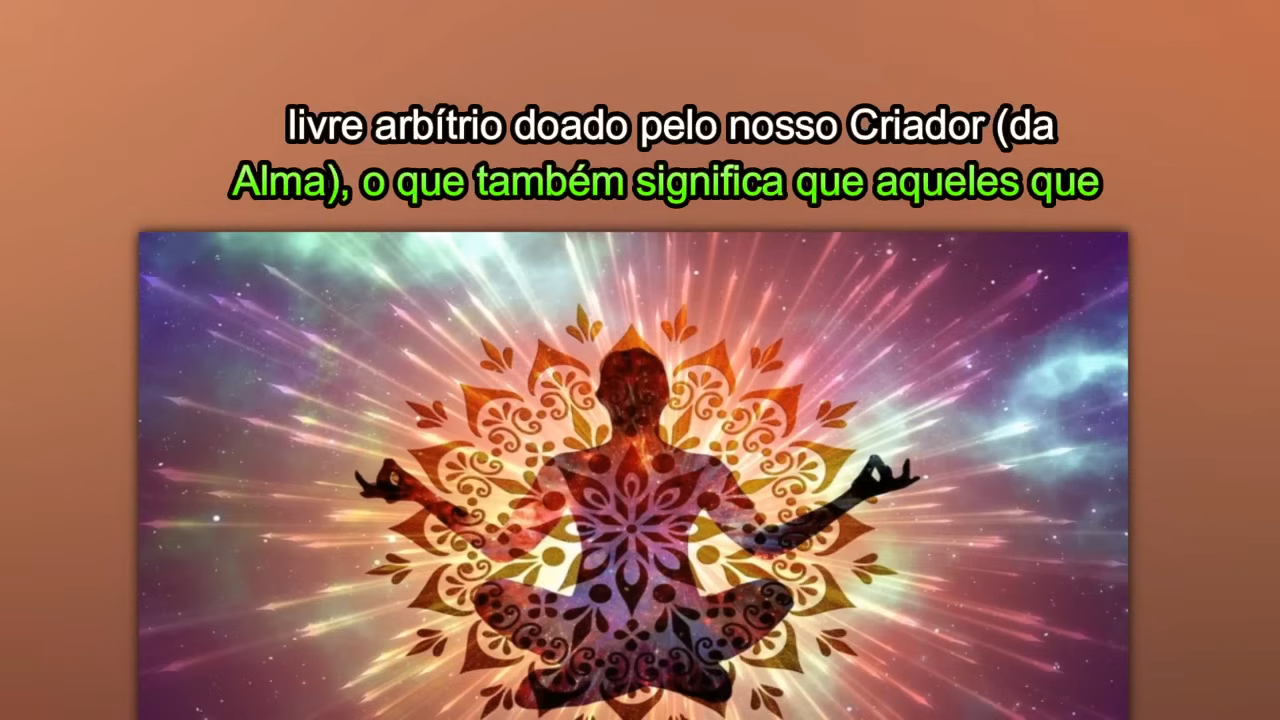 livre arbítrio doado pelo nosso Criador (da
Alma), o que também significa que aqueles que